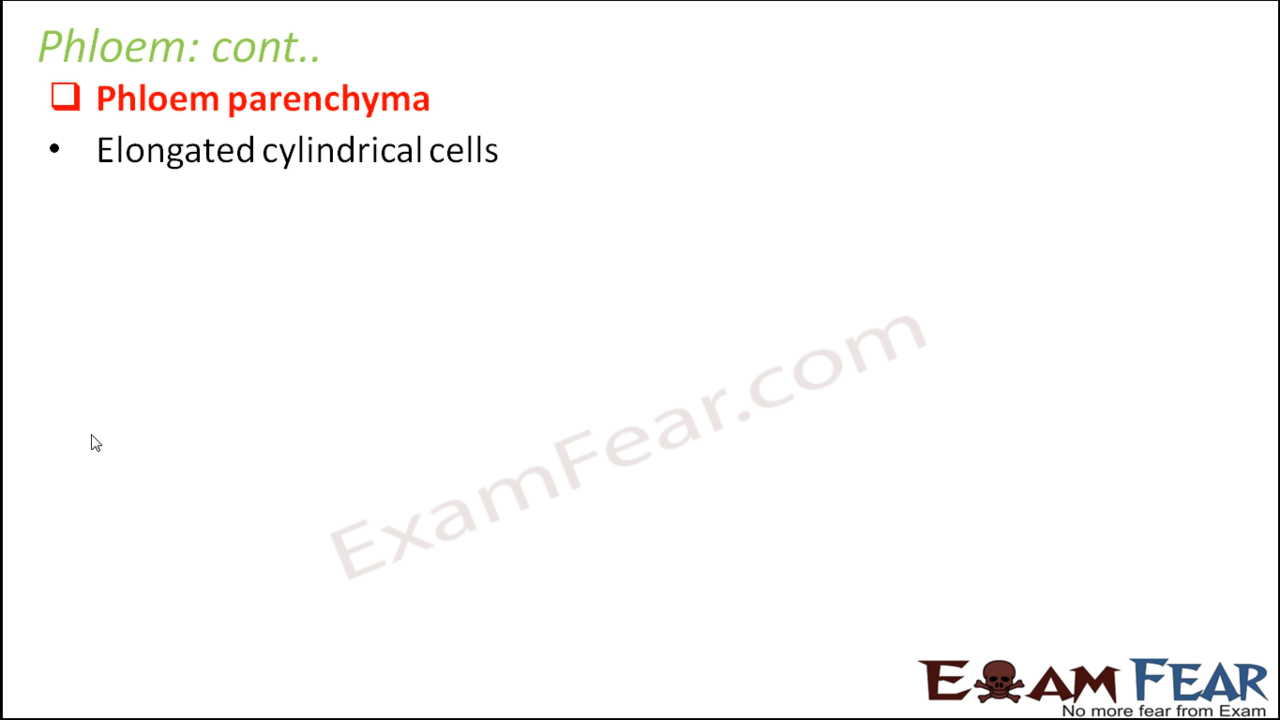 Phloem: cont..
Phloem parenchyma
• Elongated cylindrical cells
ExamFear.com
EXAM FEAR
No more fear from Exam